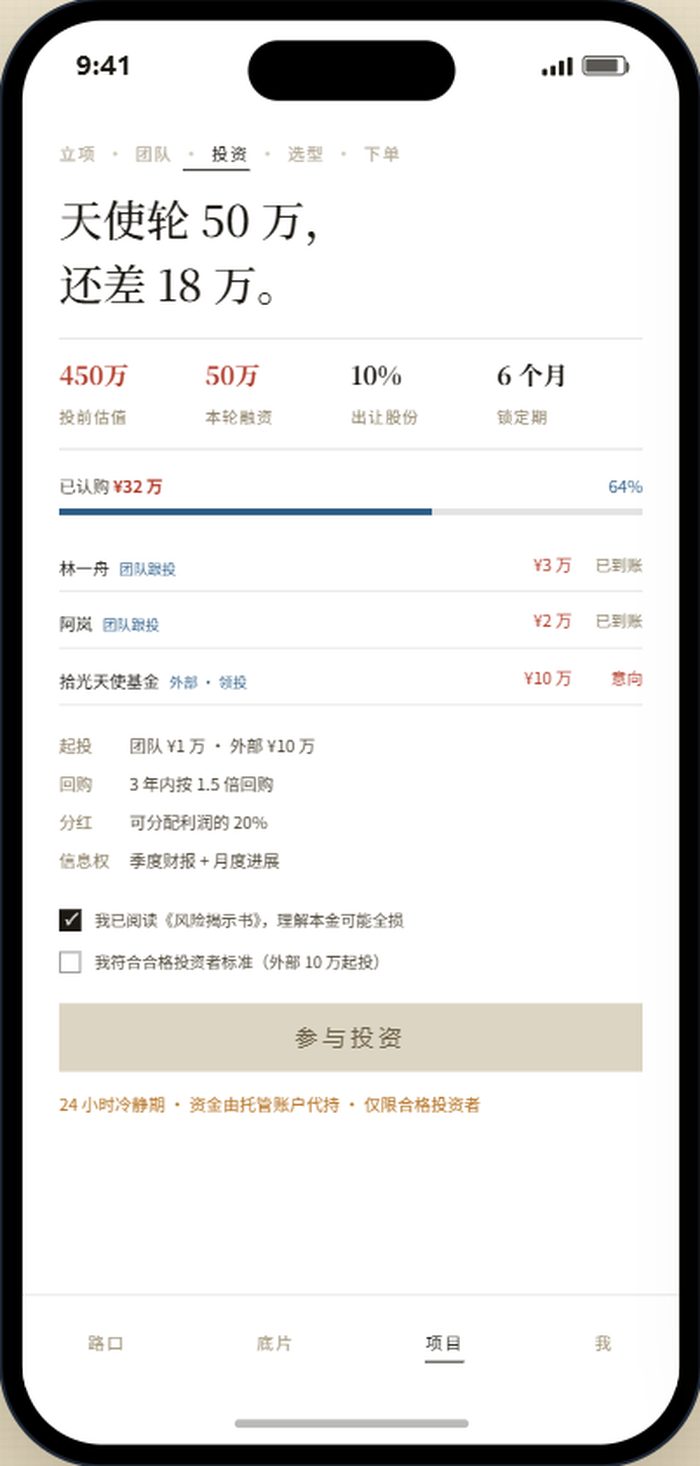 9:41
立项 · 团队 · 投资 · 选型 · 下单
天使轮 50 万，
还差 18 万。
450万 50万 10% 6 个月
投前估值 本轮融资 出让股份 锁定期
已认购 ¥32 万 64%
林一舟 团队跟投 ¥3 万 已到账
阿岚 团队跟投 ¥2 万 已到账
拾光天使基金 外部 · 领投 ¥10 万 意向
起投 团队 ¥1 万 · 外部 ¥10 万
回购 3 年内按 1.5 倍回购
分红 可分配利润的 20%
信息权 季度财报 + 月度进展
我已阅读《风险揭示书》，理解本金可能全损
我符合合格投资者标准（外部 10 万起投）
参与投资
24 小时冷静期 · 资金由托管账户代持 · 仅限合格投资者
路口 底片 项目 我